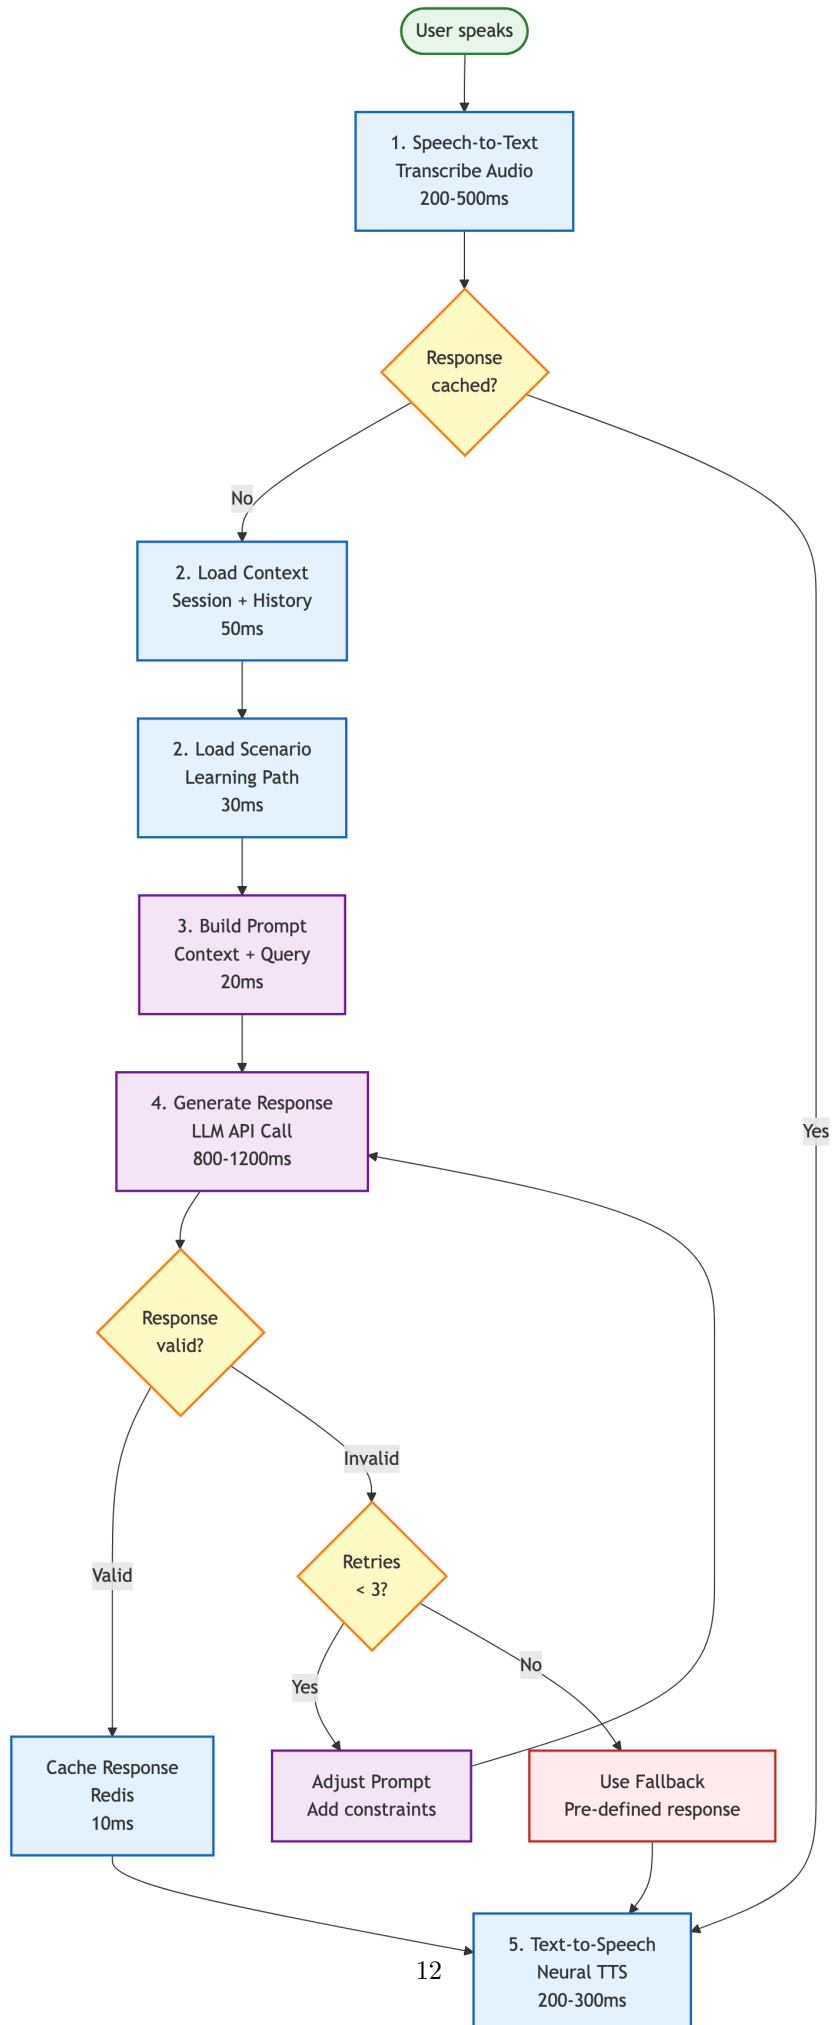 User speaks
1. Speech-to-Text
Transcribe Audio
200-500ms
Response
cached?
No
2. Load Context
Session + History
50ms
2. Load Scenario
Learning Path
30ms
3. Build Prompt
Context + Query
20ms
4. Generate Response
LLM API Call
800-1200ms
Yes
Response
valid?
Invalid
Valid
Retries
< 3?
Yes
No
Cache Response
Redis
10ms
Adjust Prompt
Add constraints
Use Fallback
Pre-defined response
5. Text-to-Speech
Neural TTS
200-300ms
12